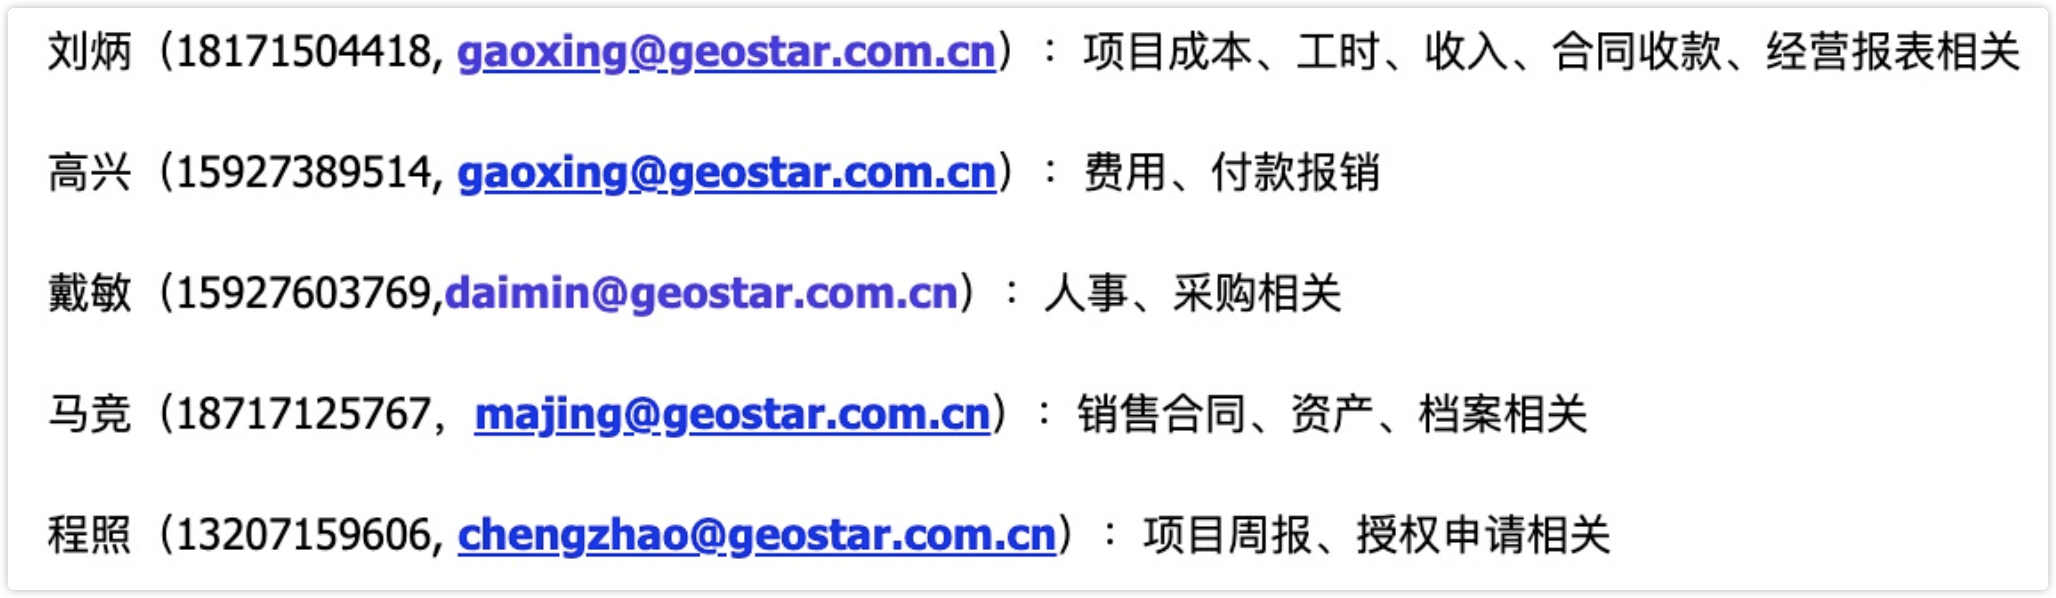 刘炳（18171504418, gaoxing@geostar.com.cn）：项目成本、工时、收入、合同收款、经营报表相关
高兴（15927389514, gaoxing@geostar.com.cn）：费用、付款报销
戴敏（15927603769,daimin@geostar.com.cn）：人事、采购相关
马竞（18717125767，majing@geostar.com.cn）：销售合同、资产、档案相关
程照（13207159606, chengzhao@geostar.com.cn）：项目周报、授权申请相关